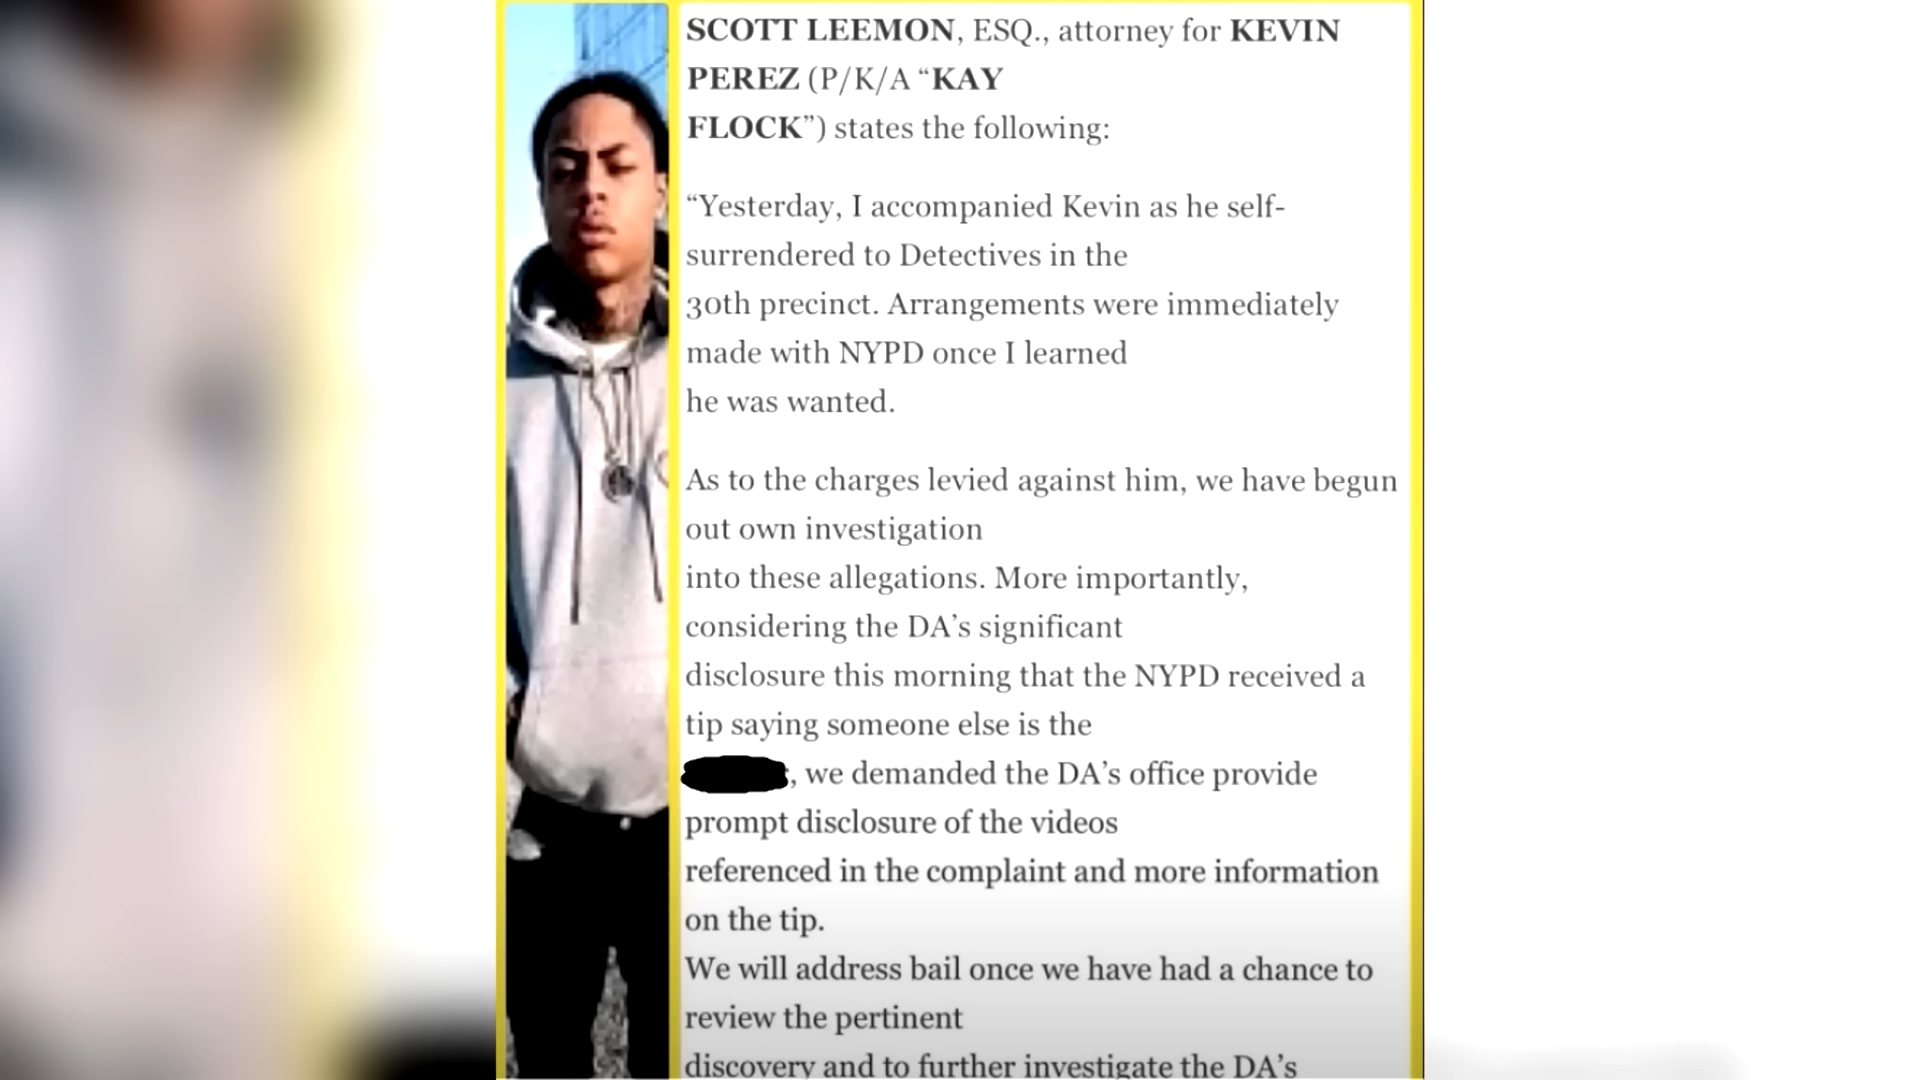 SCOTT LEEMON, ESQ., attorney for KEVIN
PEREZ (P/K/A “KAY
FLOCK”) states the following:
“Yesterday, I accompanied Kevin as he self-
surrendered to Detectives in the
30th precinct. Arrangements were immediately
made with NYPD once I learned
he was wanted.
As to the charges levied against him, we have begun
out own investigation
into these allegations. More importantly,
considering the DA’s significant
disclosure this morning that the NYPD received a
tip saying someone else is the
, we demanded the DA’s office provide
prompt disclosure of the videos
referenced in the complaint and more information
on the tip.
We will address bail once we have had a chance to
review the pertinent
discovery and to further investigate the DA’s